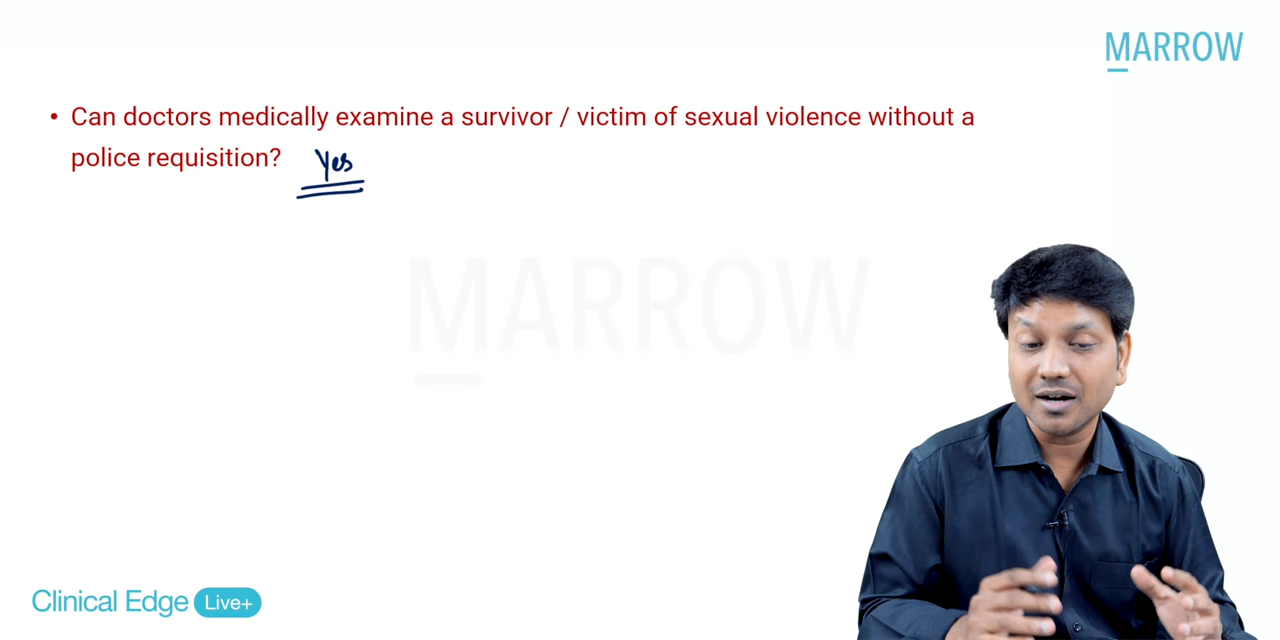 MARROW
• Can doctors medically examine a survivor / victim of sexual violence without a
police requisition? Yes
MARROW
Clinical Edge Live+